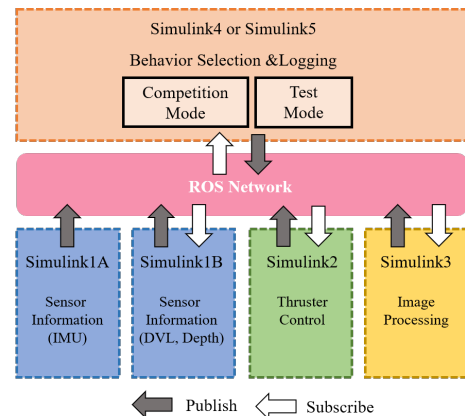 Simulink4 or Simulink5
Behavior Selection &Logging
Competition
Mode
Test
Mode
ROS Network
Simulink1A
Sensor
Information
(IMU)
Simulink1B
Sensor
Information
(DVL, Depth)
Simulink2
Thruster
Control
Simulink3
Image
Processing
Publish
Subscribe